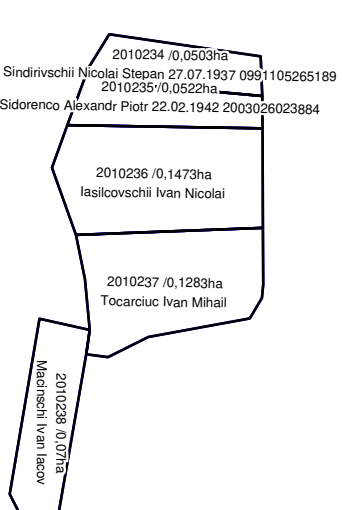 2010234 /0,0503ha
Sindirivschii Nicolai Stepan 27.07.1937 0991105265189
2010235 /0,0522ha
Sidorenco Alexandr Piotr 22.02.1942 2003026023884
2010236 /0,1473ha
Iasilcovschii Ivan Nicolai
2010237 /0,1283ha
Tocarciuc Ivan Mihail
2010238 /0,07ha
Macinschi Ivan Iacov